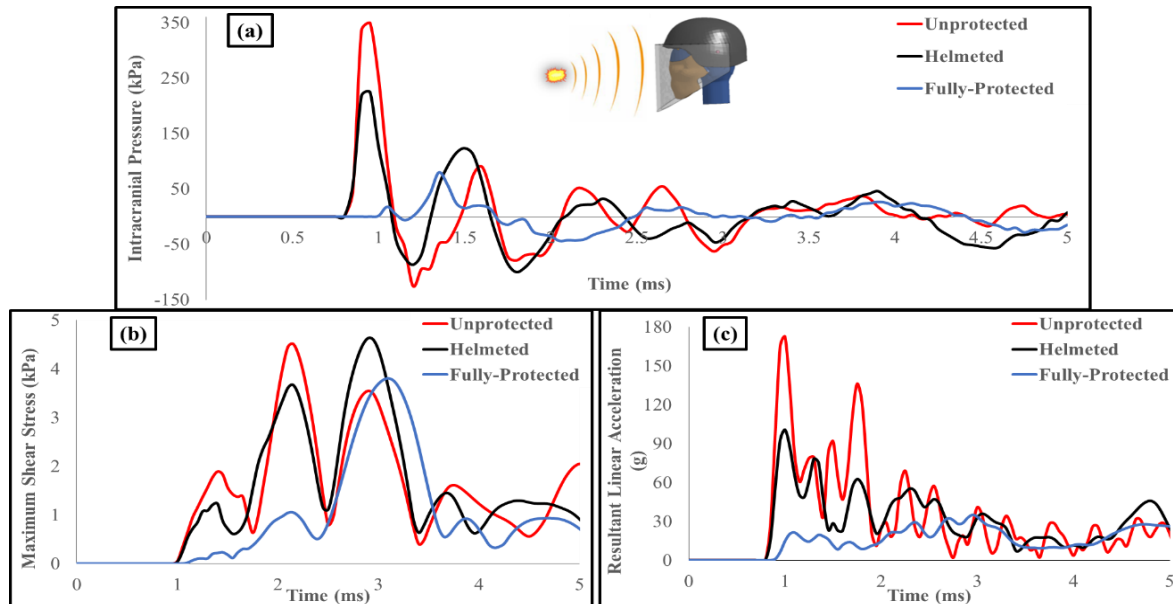 (a)
Unprotected
Helmeted
Fully-Protected
Intracranial Pressure (kPa)
350
250
150
50
-50
-150
0 0.5 1 1.5 2 2.5 3 3.5 4 4.5 5
Time (ms)
(b)
Unprotected
Helmeted
Fully-Protected
Maximum Shear Stress (kPa)
5
4
3
2
1
0
0 1 2 3 4 5
Time (ms)
(c)
Unprotected
Helmeted
Fully-Protected
Resultant Linear Acceleration
(g)
180
150
120
90
60
30
0
0 1 2 3 4 5
Time (ms)